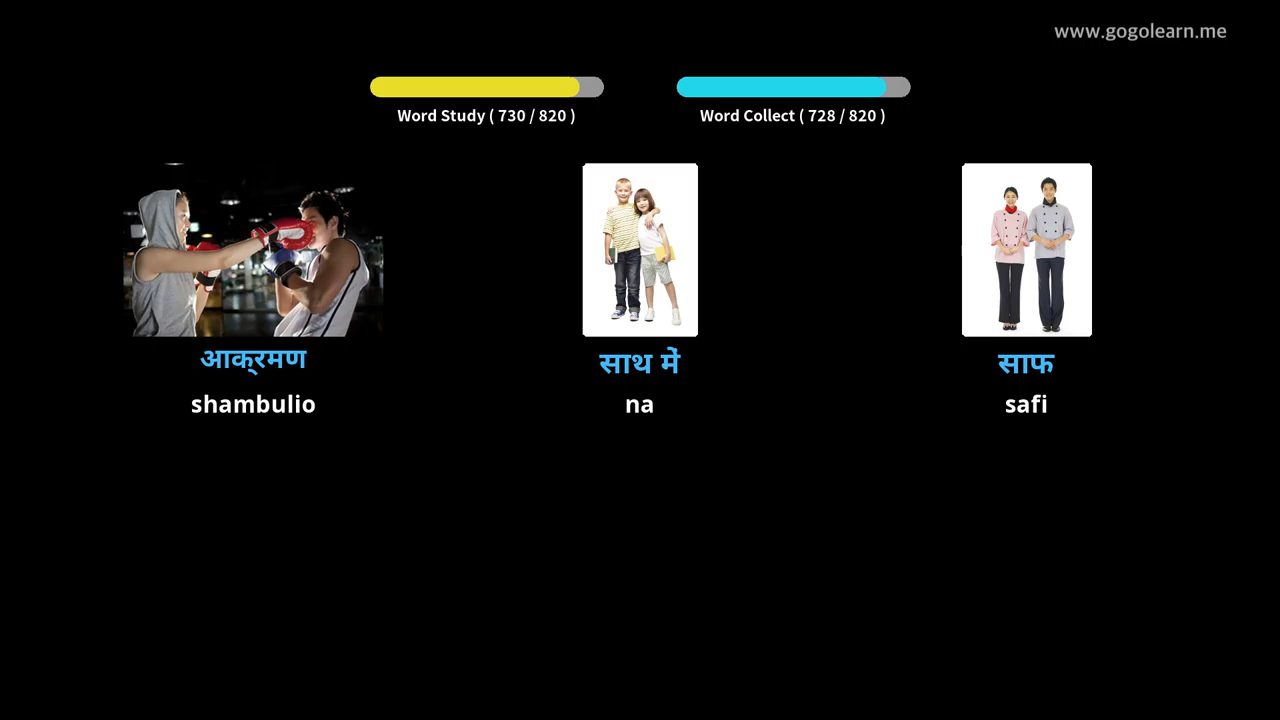 www.gogolearn.me
Word Study ( 730 / 820 )
Word Collect ( 728 / 820 )
आक्रमण
साथ में
साफ
shambulio
na
safi